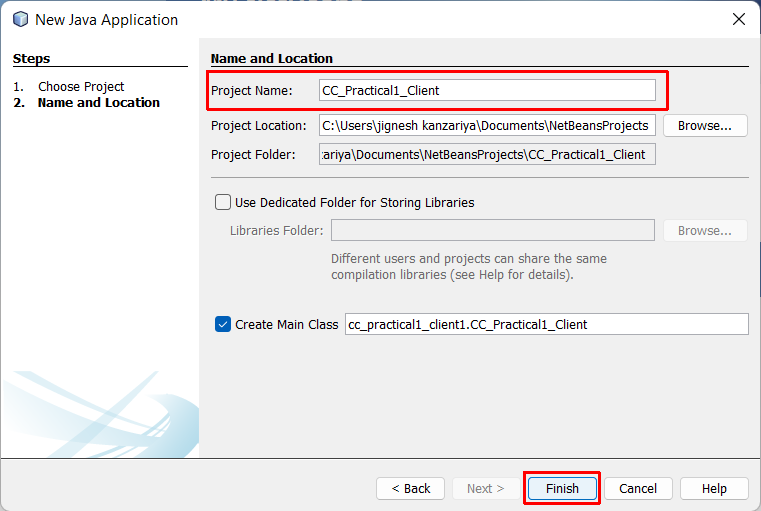 New Java Application
Steps
1. Choose Project
2. Name and Location
Name and Location
Project Name: CC_Practical1_Client
Project Location: C:\Users\jignesh kanzariya\Documents\NetBeansProjects Browse...
Project Folder: :ariya\Documents\NetBeansProjects\CC_Practical1_Client
Use Dedicated Folder for Storing Libraries
Libraries Folder: Browse...
Different users and projects can share the same
compilation libraries (see Help for details).
Create Main Class cc_practical1_client1.CC_Practical1_Client
< Back Next > Finish Cancel Help